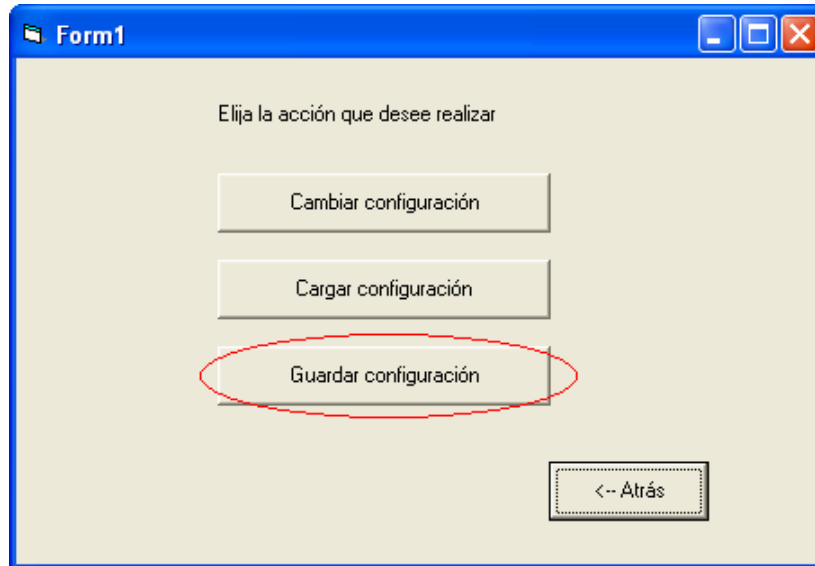 Form1
Elija la acción que desee realizar
Cambiar configuración
Cargar configuración
Guardar configuración
<-- Atrás